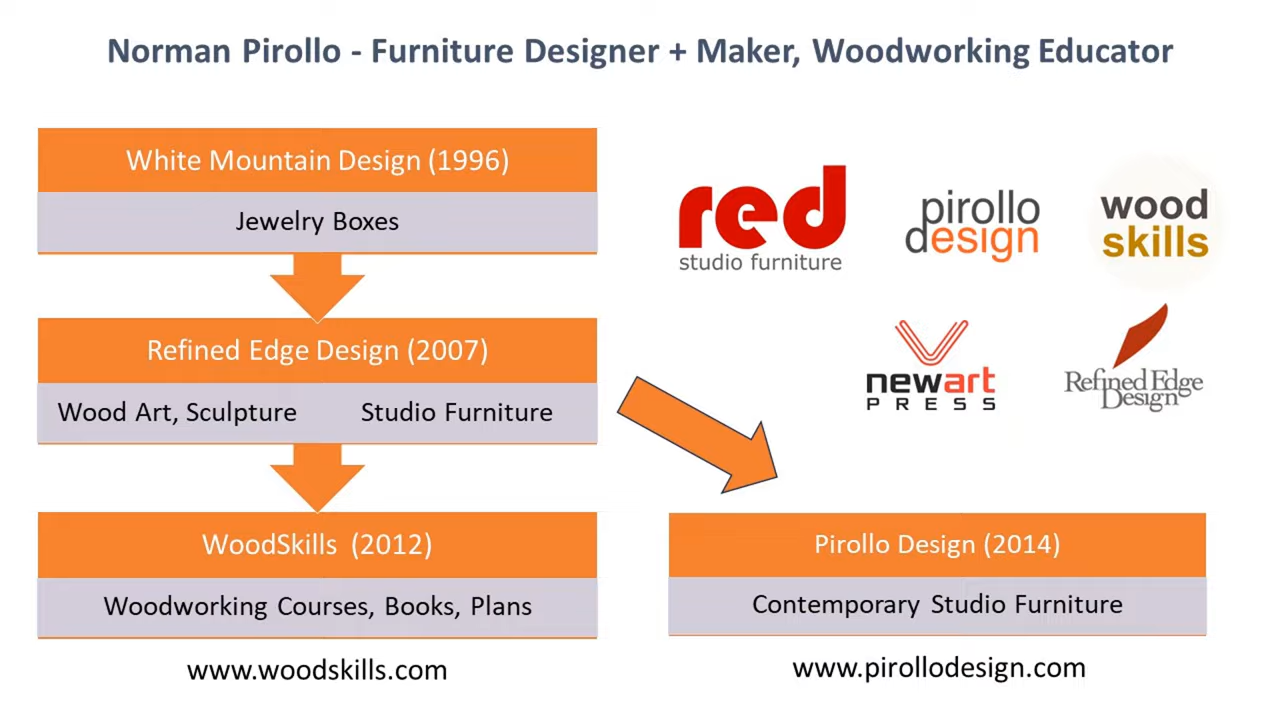 Norman Pirollo - Furniture Designer + Maker, Woodworking Educator
White Mountain Design (1996)
Jewelry Boxes
Refined Edge Design (2007)
Wood Art, Sculpture
Studio Furniture
WoodSkills (2012)
Woodworking Courses, Books, Plans
www.woodskills.com
red
studio furniture
pirollo
design
wood
skills
newart
PRESS
Refined Edge
Design
Pirollo Design (2014)
Contemporary Studio Furniture
www.pirollodesign.com